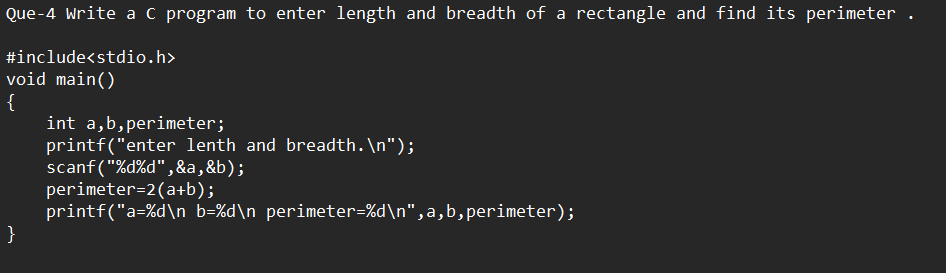 Que-4 Write a C program to enter length and breadth of a rectangle and find its perimeter .
#include<stdio.h>
void main()
{
    int a,b,perimeter;
    printf("enter lenth and breadth.\n");
    scanf("%d%d",&a,&b);
    perimeter=2(a+b);
    printf("a=%d\n b=%d\n perimeter=%d\n",a,b,perimeter);
}